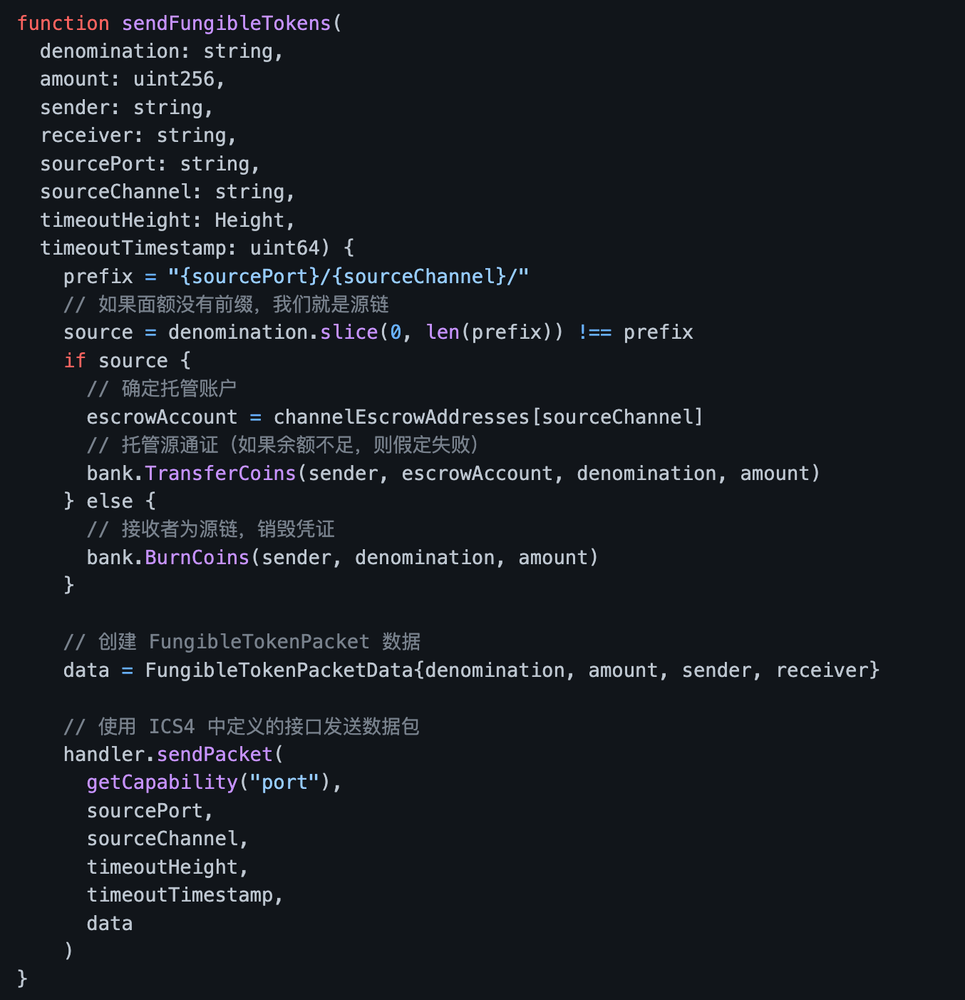 function sendFungibleTokens(
  denomination: string,
  amount: uint256,
  sender: string,
  receiver: string,
  sourcePort: string,
  sourceChannel: string,
  timeoutHeight: Height,
  timeoutTimestamp: uint64) {
    prefix = "{sourcePort}/{sourceChannel}/"
    // 如果面额没有前缀，我们就是源链
    source = denomination.slice(0, len(prefix)) !== prefix
    if source {
      // 确定托管账户
      escrowAccount = channelEscrowAddresses[sourceChannel]
      // 托管源通证（如果余额不足，则假定失败）
      bank.TransferCoins(sender, escrowAccount, denomination, amount)
    } else {
      // 接收者为源链，销毁凭证
      bank.BurnCoins(sender, denomination, amount)
    }

    // 创建 FungibleTokenPacket 数据
    data = FungibleTokenPacketData{denomination, amount, sender, receiver}

    // 使用 ICS4 中定义的接口发送数据包
    handler.sendPacket(
      getCapability("port"),
      sourcePort,
      sourceChannel,
      timeoutHeight,
      timeoutTimestamp,
      data
    )
}